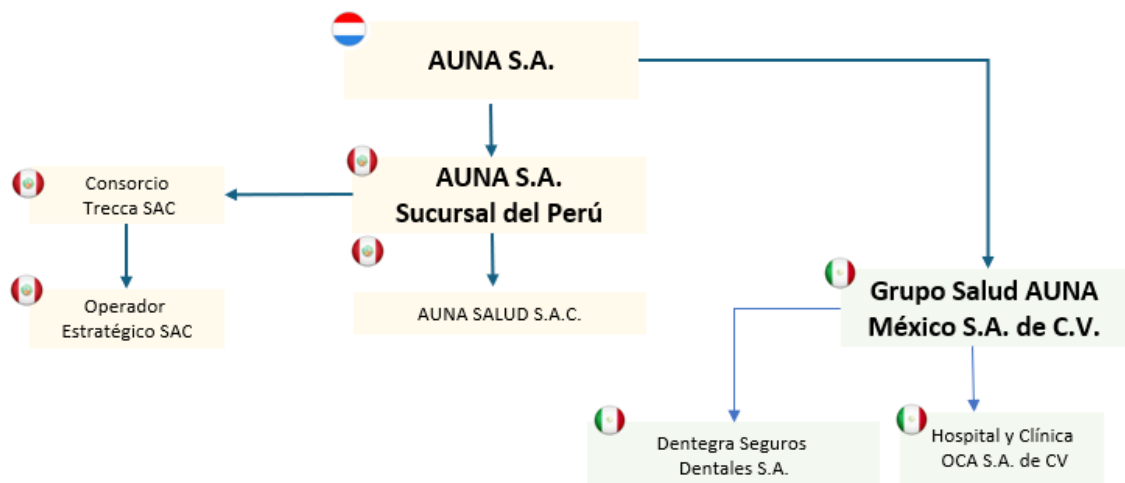 AUNA S.A.
AUNA S.A.
Sucursal del Perú
Consorcio
Trecca SAC
Operador
Estratégico SAC
AUNA SALUD S.A.C.
Grupo Salud AUNA
México S.A. de C.V.
Dentegra Seguros
Dentales S.A.
Hospital y Clínica
OCA S.A. de CV